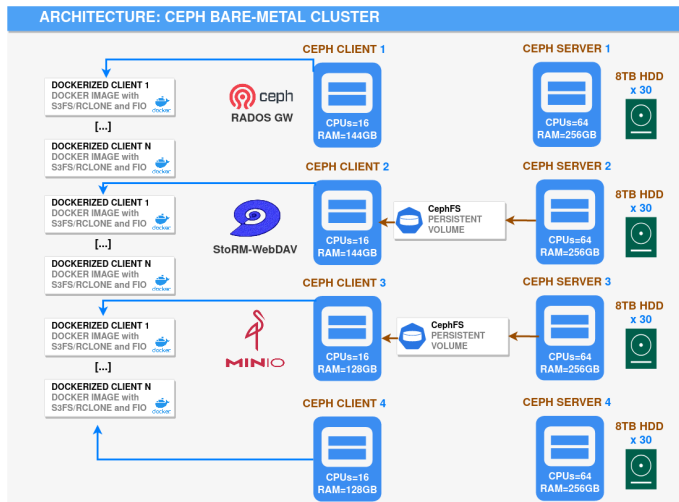 ARCHITECTURE: CEPH BARE-METAL CLUSTER
CEPH CLIENT 1
CEPH SERVER 1
DOCKERIZED CLIENT 1
DOCKER IMAGE with
S3FS/RCLONE and FIO
docker
[...]
DOCKERIZED CLIENT N
DOCKER IMAGE with
S3FS/RCLONE and FIO
docker
ceph
RADOS GW
CPUs=16
RAM=144GB
CPUs=64
RAM=256GB
8TB HDD
x 30
CEPH CLIENT 2
CEPH SERVER 2
DOCKERIZED CLIENT 1
DOCKER IMAGE with
S3FS/RCLONE and FIO
docker
[...]
DOCKERIZED CLIENT N
DOCKER IMAGE with
S3FS/RCLONE and FIO
docker
StoRM-WebDAV
CPUs=16
RAM=144GB
CephFS
PERSISTENT
VOLUME
CPUs=64
RAM=256GB
8TB HDD
x 30
CEPH CLIENT 3
CEPH SERVER 3
DOCKERIZED CLIENT 1
DOCKER IMAGE with
S3FS/RCLONE and FIO
docker
[...]
DOCKERIZED CLIENT N
DOCKER IMAGE with
S3FS/RCLONE and FIO
docker
MINIO
CPUs=16
RAM=128GB
CephFS
PERSISTENT
VOLUME
CPUs=64
RAM=256GB
8TB HDD
x 30
CEPH CLIENT 4
CEPH SERVER 4
CPUs=16
RAM=128GB
CPUs=64
RAM=256GB
8TB HDD
x 30